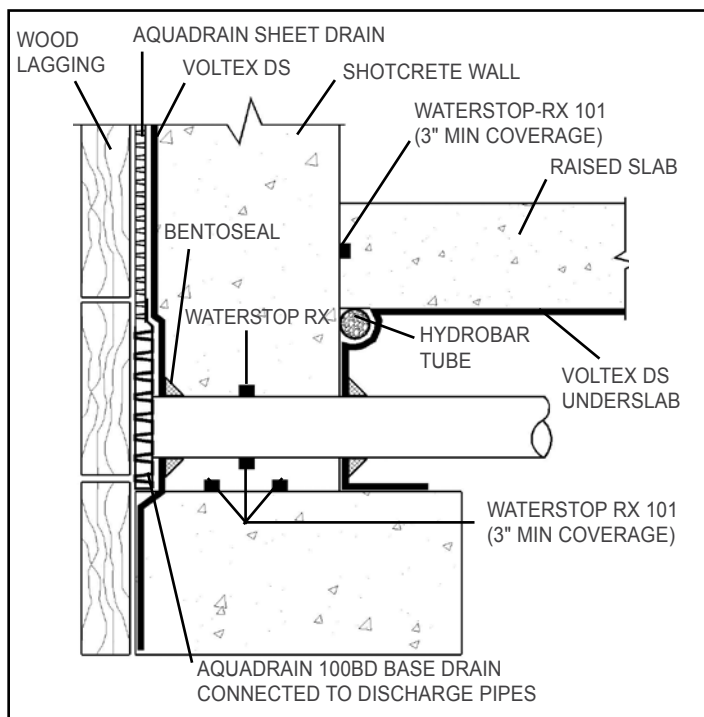 WOOD
LAGGING
AQUADRAIN SHEET DRAIN
VOLTEX DS
SHOTCRETE WALL
WATERSTOP-RX 101
(3" MIN COVERAGE)
RAISED SLAB
BENTOSEAL
WATERSTOP RX
HYDROBAR
TUBE
VOLTEX DS
UNDERSLAB
WATERSTOP RX 101
(3" MIN COVERAGE)
AQUADRAIN 100BD BASE DRAIN
CONNECTED TO DISCHARGE PIPES